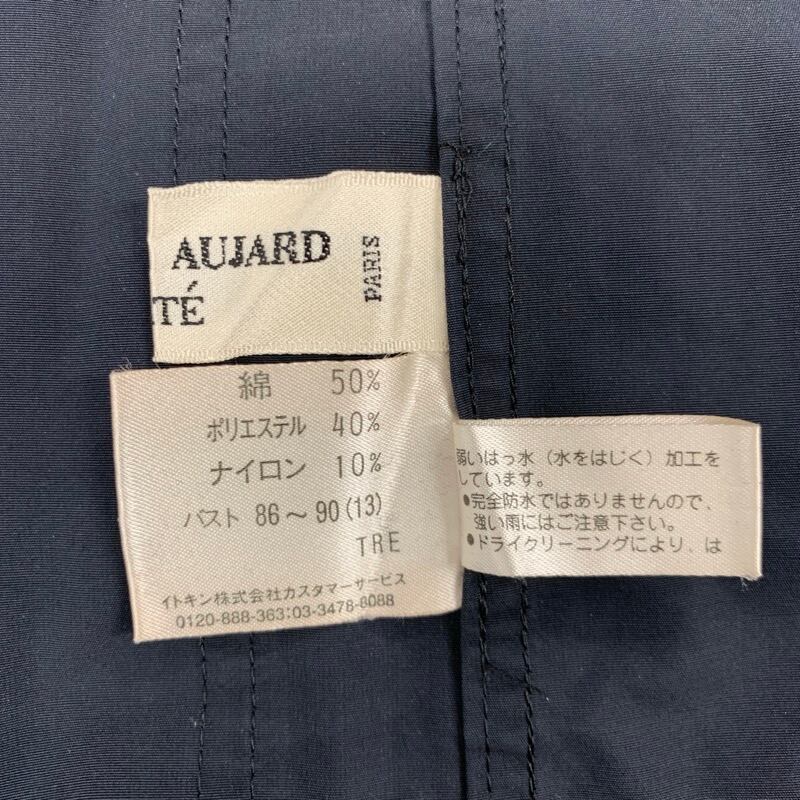 AUJARD
TÉ
PARIS
綿 50%
ポリエステル 40%
ナイロン 10%
バスト 86〜90(13)
TRE
イトキン株式会社カスタマーサービス
0120-888-363:03-3478-8088
弱いはっ水（水をはじく）加工を
しています。
●完全防水ではありませんので、
強い雨にはご注意下さい。
●ドライクリーニングにより、は